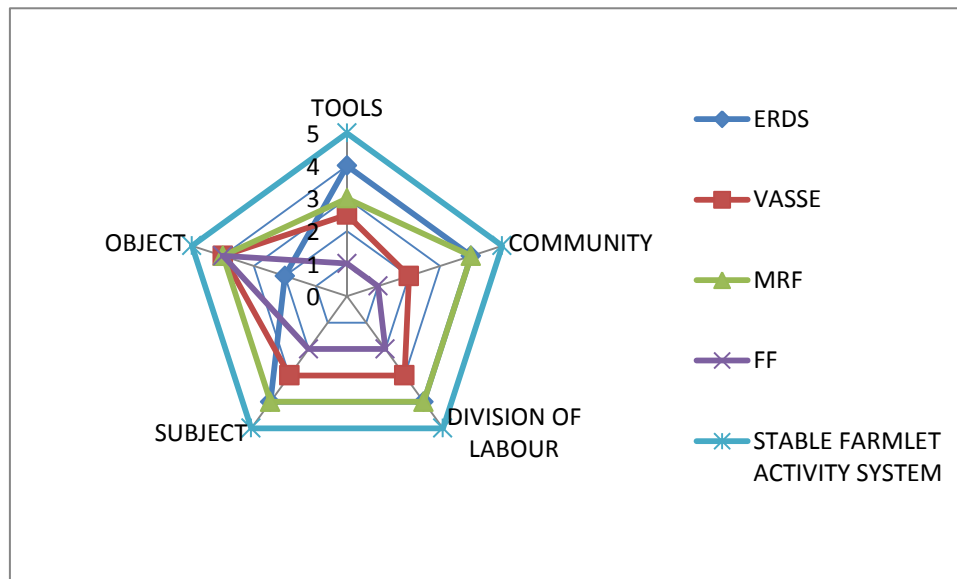 TOOLS
5
4
3
2
1
0
COMMUNITY
DIVISION OF
LABOUR
SUBJECT
OBJECT
ERDS
VASSE
MRF
FF
STABLE FARMLET
ACTIVITY SYSTEM